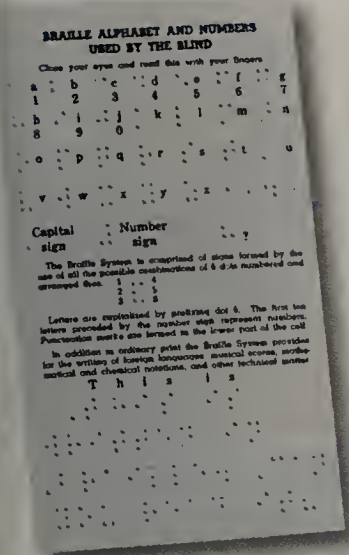 BRAILLE ALPHABET AND NUMBERS
USED BY THE BLIND
Close your eyes and read this with your fingers
a b c d e f g
1 2 3 4 5 6 7
h i j k l m n
8 9 0
o p q r s t u
v w x y z
Capital Number ?
sign sign
The Braille System is comprised of signs formed by the
use of all the possible combinations of 6 dots numbered and
arranged thus. 1 4
2 5
3 6
Letters are capitalized by prefixing dot 6. The first ten
letters preceded by the number sign represent numbers.
Punctuation marks are formed in the lower part of the cell
In addition to ordinary print the Braille System provides
for the writing of foreign languages musical scores, mathe-
matical and chemical notations, and other technical matter
T h i s i s